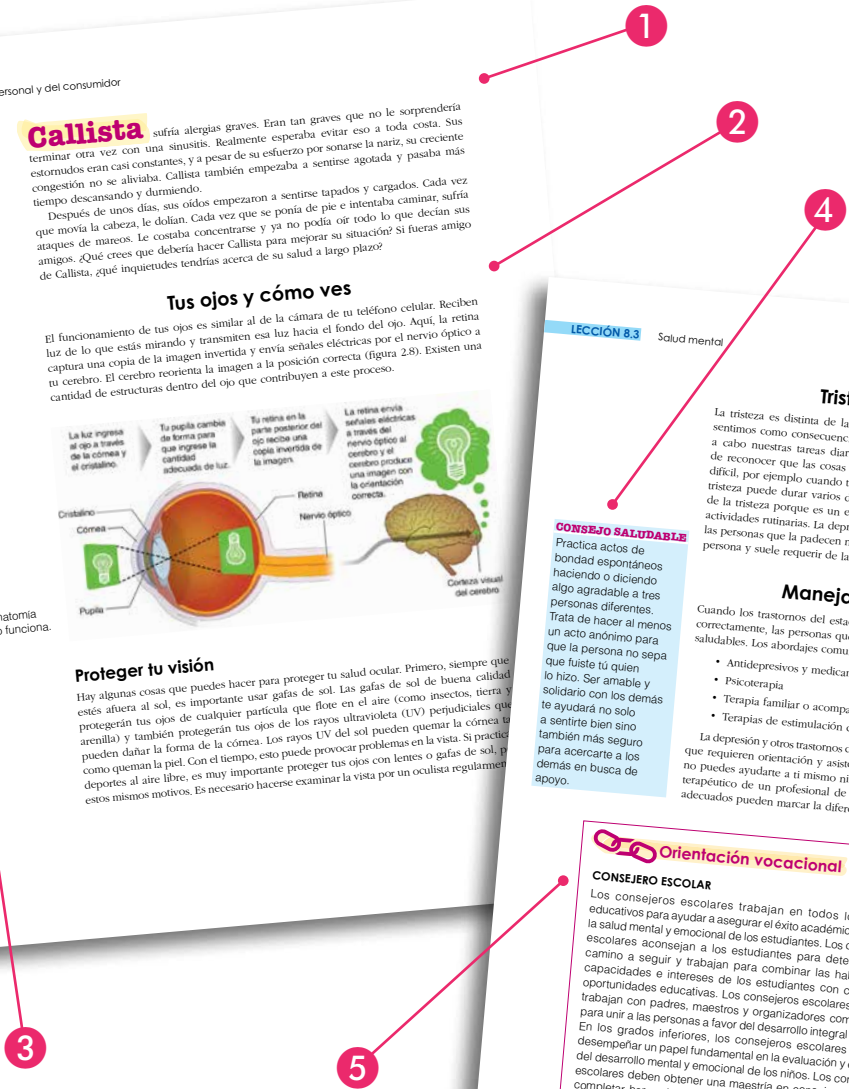 1
2
4
ersonal y del consumidor
Callista sufría alergias graves. Eran tan graves que no le sorprendería
terminar otra vez con una sinusitis. Realmente esperaba evitar eso a toda costa. Sus
estornudos eran casi constantes, y a pesar de su esfuerzo por sonarse la nariz, su creciente
congestión no se aliviaba. Callista también empezaba a sentirse agotada y pasaba más
tiempo descansando y durmiendo.
Después de unos días, sus oídos empezaron a sentirse tapados y cargados. Cada vez
que movía la cabeza, le dolían. Cada vez que se ponía de pie e intentaba caminar, sufría
ataques de mareos. Le costaba concentrarse y ya no podía oír todo lo que decían sus
amigos. ¿Qué crees que debería hacer Callista para mejorar su situación? Si fueras amigo
de Callista, ¿qué inquietudes tendrías acerca de su salud a largo plazo?
Tus ojos y cómo ves
El funcionamiento de tus ojos es similar al de la cámara de tu teléfono celular. Reciben
luz de lo que estás mirando y transmiten esa luz hacia el fondo del ojo. Aquí, la retina
captura una copia de la imagen invertida y envía señales eléctricas por el nervio óptico a
tu cerebro. El cerebro reorienta la imagen a la posición correcta (figura 2.8). Existen una
cantidad de estructuras dentro del ojo que contribuyen a este proceso.
La luz ingresa
al ojo a través
de la córnea y
el cristalino.
Tu pupila cambia
de forma para
que ingrese la
cantidad
adecuada de luz.
Tu retina en la
parte posterior del
ojo recibe una
copia invertida de
la imagen.
La retina envía
señales eléctricas
a través del
nervio óptico al
cerebro y el
cerebro produce
una imagen con
la orientación
correcta.
Cristalino
Córnea
Pupila
Retina
Nervio óptico
Corteza visual
del cerebro
natomía
o funciona.
Proteger tu visión
Hay algunas cosas que puedes hacer para proteger tu salud ocular. Primero, siempre que
estés afuera al sol, es importante usar gafas de sol. Las gafas de sol de buena calidad
protegerán tus ojos de cualquier partícula que flote en el aire (como insectos, tierra y
arenilla) y también protegerán tus ojos de los rayos ultravioleta (UV) perjudiciales que
pueden dañar la forma de la córnea. Los rayos UV del sol pueden quemar la córnea ta
como queman la piel. Con el tiempo, esto puede provocar problemas en la vista. Si practica
deportes al aire libre, es muy importante proteger tus ojos con lentes o gafas de sol, p
estos mismos motivos. Es necesario hacerse examinar la vista por un oculista regularmen
3
5
LECCIÓN 8.3 Salud mental
Trist
La tristeza es distinta de la
sentimos como consecuenci
a cabo nuestras tareas diar
de reconocer que las cosas
difícil, por ejemplo cuando t
tristeza puede durar varios d
de la tristeza porque es un e
actividades rutinarias. La depr
las personas que la padecen n
persona y suele requerir de la
CONSEJO SALUDABLE
Practica actos de
bondad espontáneos
haciendo o diciendo
algo agradable a tres
personas diferentes.
Trata de hacer al menos
un acto anónimo para
que la persona no sepa
que fuiste tú quien
lo hizo. Ser amable y
solidario con los demás
te ayudará no solo
a sentirte bien sino
también más seguro
para acercarte a los
demás en busca de
apoyo.
Manejo
Cuando los trastornos del estad
correctamente, las personas que
saludables. Los abordajes comu
• Antidepresivos y medicam
• Psicoterapia
• Terapia familiar o acompa
• Terapias de estimulación c
La depresión y otros trastornos d
que requieren orientación y asiste
no puedes ayudarte a ti mismo ni
terapéutico de un profesional de
adecuados pueden marcar la difere
Orientación vocacional
CONSEJERO ESCOLAR
Los consejeros escolares trabajan en todos lo
educativos para ayudar a asegurar el éxito académic
la salud mental y emocional de los estudiantes. Los c
escolares aconsejan a los estudiantes para dete
camino a seguir y trabajan para combinar las hab
capacidades e intereses de los estudiantes con c
oportunidades educativas. Los consejeros escolares
trabajan con padres, maestros y organizadores com
para unir a las personas a favor del desarrollo integral
En los grados inferiores, los consejeros escolares
desempeñar un papel fundamental en la evaluación y
del desarrollo mental y emocional de los niños. Los con
escolares deben obtener una maestría en
completar